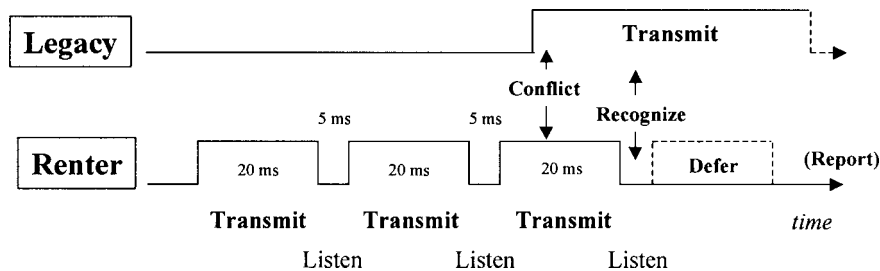 Legacy
Transmit
Conflict
Recognize
5 ms
5 ms
Renter
20 ms
20 ms
20 ms
Defer
(Report)
Transmit
Transmit
Transmit
time
Listen
Listen
Listen